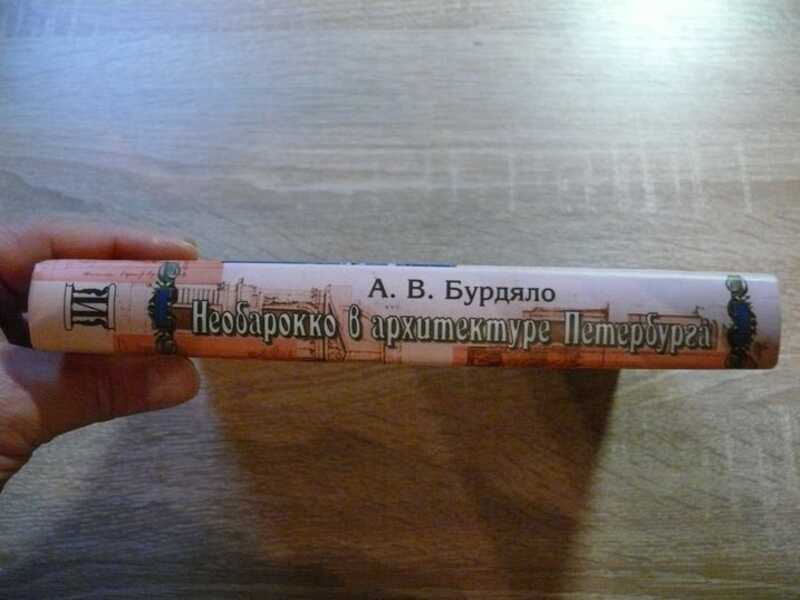 А. В. Бурдяло
Необарокко в архитектуре Петербурга